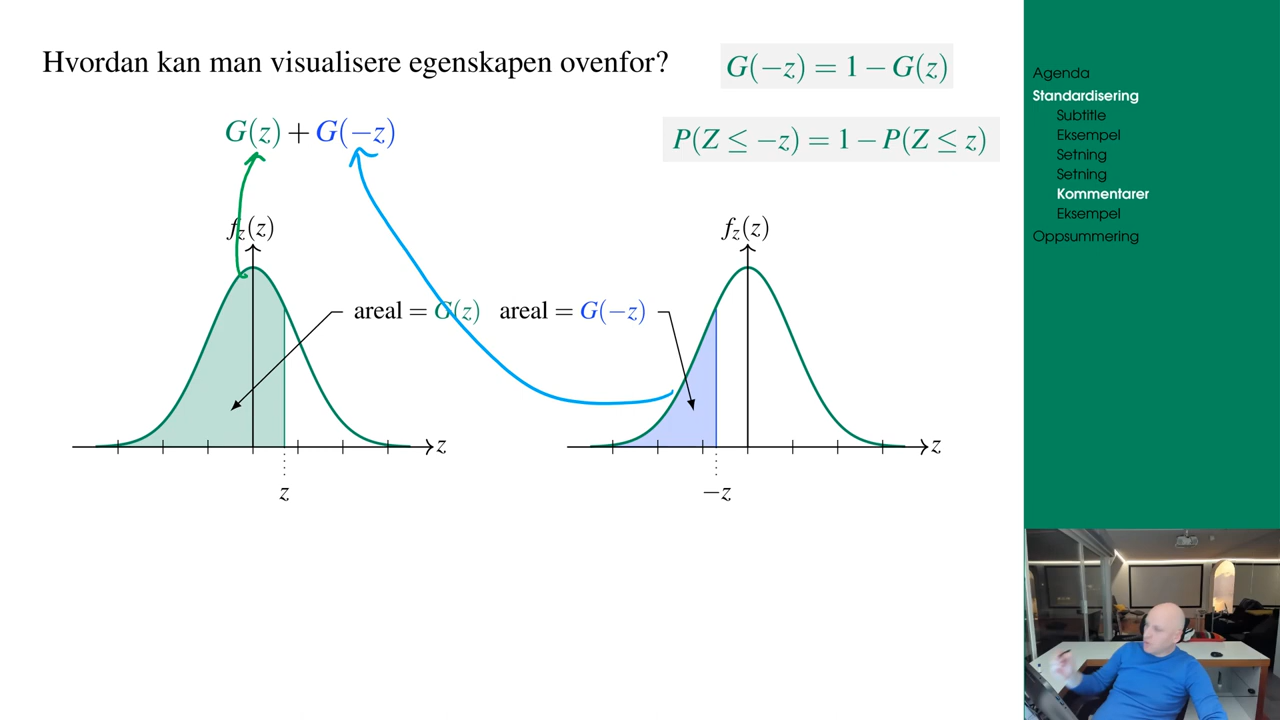 Hvordan kan man visualisere egenskapen ovenfor?
G(−z) = 1 − G(z)
G(z) + G(−z)
P(Z ≤ −z) = 1 − P(Z ≤ z)
f_z(z)
f_z(z)
areal = G(z)
areal = G(−z)
z
z
z
−z
Agenda
Standardisering
Subtitle
Eksempel
Setning
Setning
Kommentarer
Eksempel
Oppsummering